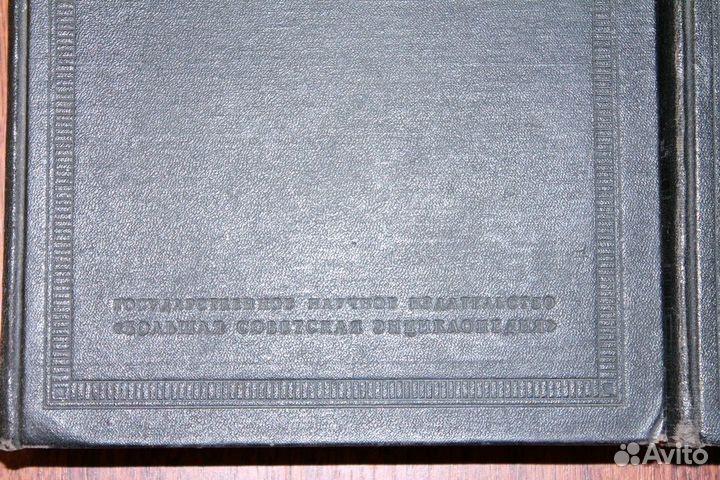 ГОСУДАРСТВЕННОЕ НАУЧНОЕ ИЗДАТЕЛЬСТВО
«БОЛЬШАЯ СОВЕТСКАЯ ЭНЦИКЛОПЕДИЯ»
Avito